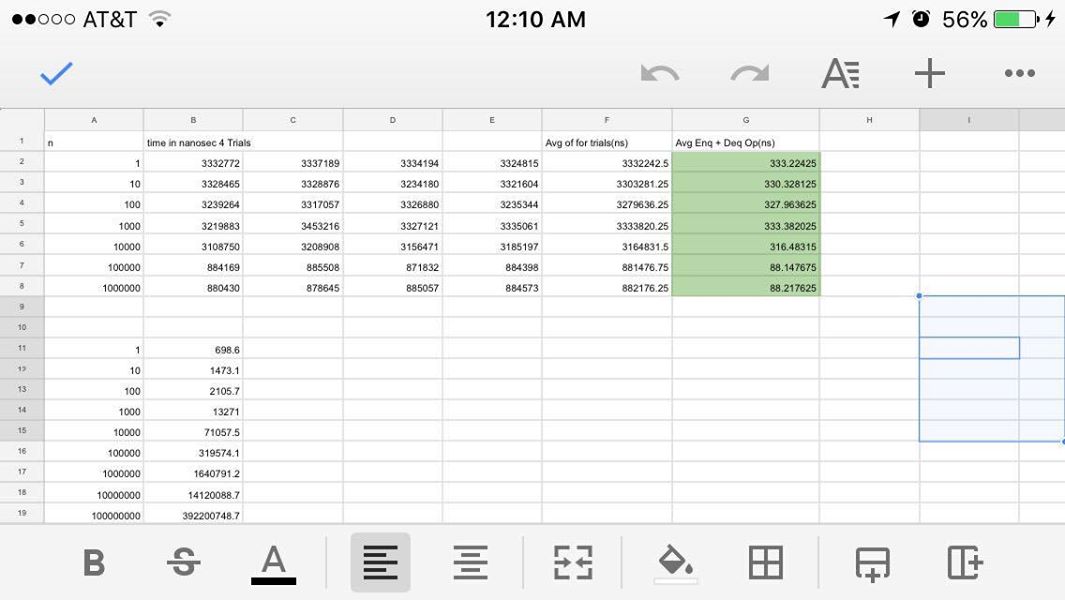 AT&T 12:10 AM 56%
A B C D E F G H I
1 n time in nanosec 4 Trials Avg of for trials(ns) Avg Enq + Deq Op(ns)
2 1 3332772 3337189 3334194 3324815 3332242.5 333.22425
3 10 3328465 3328876 3234180 3321604 3303281.25 330.328125
4 100 3239264 3317057 3326880 3235344 3279636.25 327.963625
5 1000 3219883 3453216 3327121 3335061 3333820.25 333.382025
6 10000 3108750 3208908 3156471 3185197 3164831.5 316.48315
7 100000 884169 885508 871832 884398 881476.75 88.147675
8 1000000 880430 878645 885057 884573 882176.25 88.217625
9
10
11 1 698.6
12 10 1473.1
13 100 2105.7
14 1000 13271
15 10000 71057.5
16 100000 319574.1
17 1000000 1640791.2
18 10000000 14120088.7
19 100000000 392200748.7
B S A